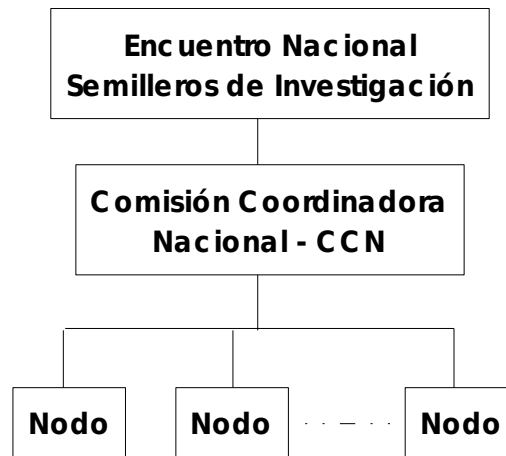 Encuentro Nacional
Semilleros de Investigación
Comisión Coordinadora
Nacional - CCN
Nodo
Nodo
Nodo